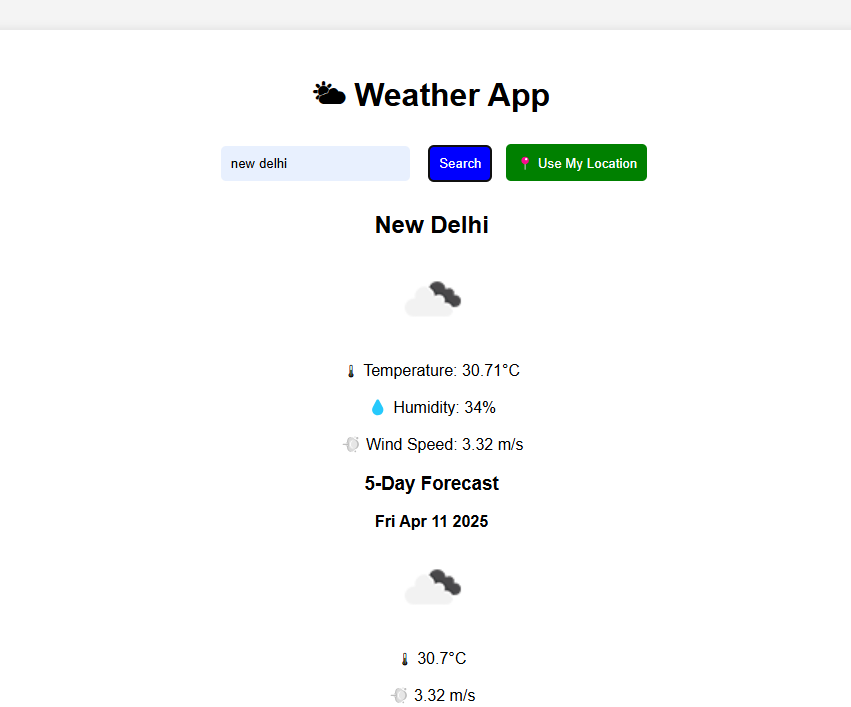 Weather App
new delhi
Search
Use My Location
New Delhi
Temperature: 30.71°C
Humidity: 34%
Wind Speed: 3.32 m/s
5-Day Forecast
Fri Apr 11 2025
30.7°C
3.32 m/s